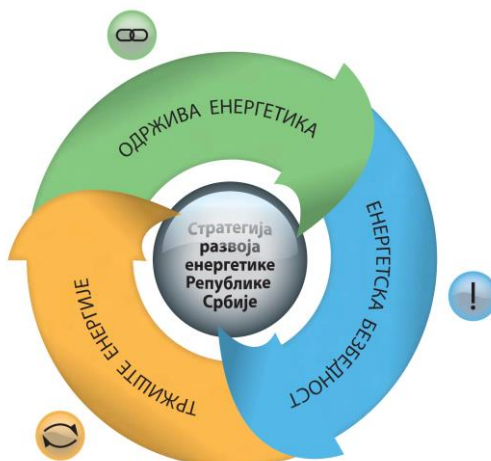 ОДРЖИВА ЕНЕРГЕТИКА
ЕНЕРГЕТСКА БЕЗБЕДНОСТ
ТРЖИШТЕ ЕНЕРГИЈЕ
Стратегија
развоја
енергетике
Републике
Србије
!